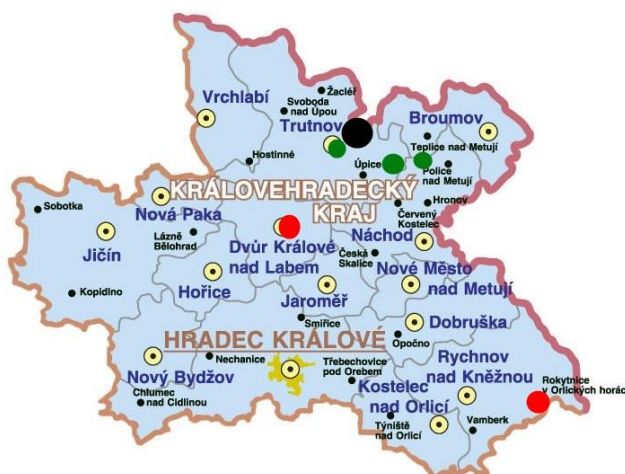 Žacléř
Vrchlabí
Svoboda
nad Úpou
Trutnov
Broumov
Teplice nad Metují
Hostinné
Úpice
Police
nad Metují
KRÁLOVEHRADECKÝ
KRAJ
Sobotka
Nová Paka
Hronov
Červený
Kostelec
Jičín
Lázně
Bělohrad
Dvůr Králové
nad Labem
Náchod
Česká
Skalice
Kopidlno
Hořice
Jaroměř
Nové Město
nad Metují
Smiřice
Dobruška
HRADEC KRÁLOVÉ
Opočno
Nový Bydžov
Nechanice
Třebechovice
pod Orebem
Rychnov
nad Kněžnou
Chlumec
nad Cidlinou
Kostelec
nad Orlicí
Rokytnice
v Orlických horác
Týniště
nad Orlicí
Vamberk